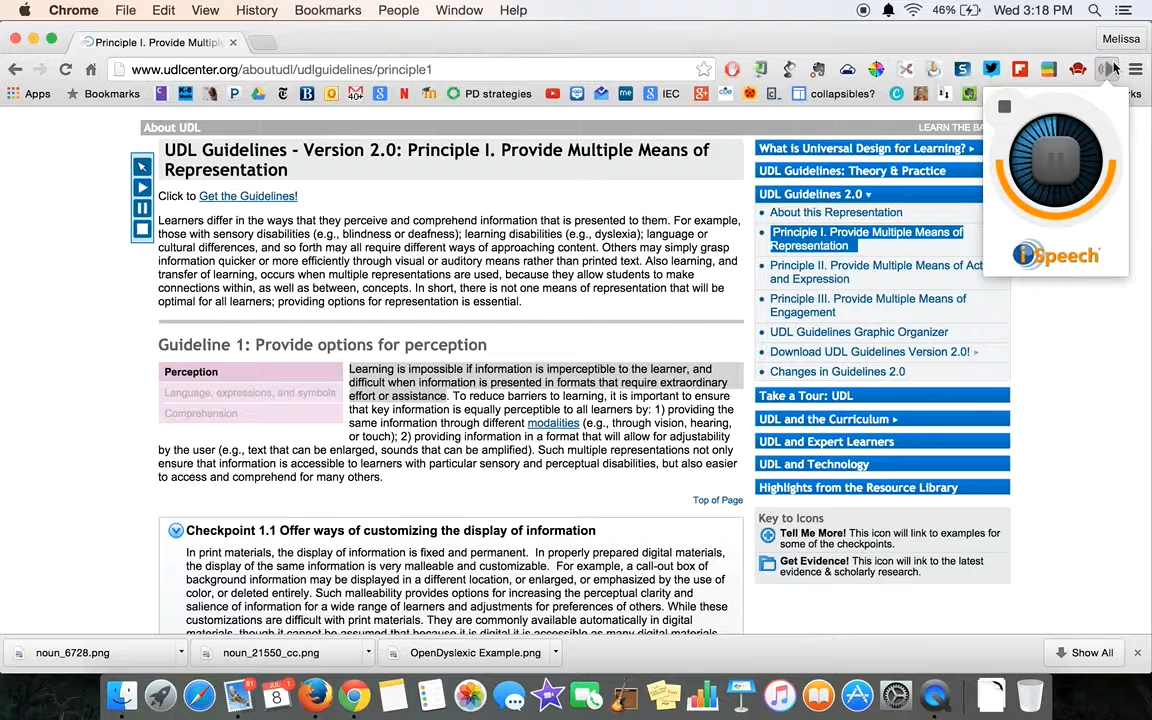 Chrome File Edit View History Bookmarks People Window Help 46% Wed 3:18 PM
Principle I. Provide Multipl Melissa
www.udlcenter.org/aboutudl/udlguidelines/principle1
Apps Bookmarks 40+ PD strategies IEC collapsibles? rks
About UDL LEARN THE BA
UDL Guidelines - Version 2.0: Principle I. Provide Multiple Means of
Representation
Click to Get the Guidelines!
Learners differ in the ways that they perceive and comprehend information that is presented to them. For example,
those with sensory disabilities (e.g., blindness or deafness); learning disabilities (e.g., dyslexia); language or
cultural differences, and so forth may all require different ways of approaching content. Others may simply grasp
information quicker or more efficiently through visual or auditory means rather than printed text. Also learning, and
transfer of learning, occurs when multiple representations are used, because they allow students to make
connections within, as well as between, concepts. In short, there is not one means of representation that will be
optimal for all learners; providing options for representation is essential.
Guideline 1: Provide options for perception
Perception
Language, expressions, and symbols
Comprehension
Learning is impossible if information is imperceptible to the learner, and
difficult when information is presented in formats that require extraordinary
effort or assistance. To reduce barriers to learning, it is important to ensure
that key information is equally perceptible to all learners by: 1) providing the
same information through different modalities (e.g., through vision, hearing,
or touch); 2) providing information in a format that will allow for adjustability
by the user (e.g., text that can be enlarged, sounds that can be amplified). Such multiple representations not only
ensure that information is accessible to learners with particular sensory and perceptual disabilities, but also easier
to access and comprehend for many others.
Top of Page
Checkpoint 1.1 Offer ways of customizing the display of information
In print materials, the display of information is fixed and permanent. In properly prepared digital materials,
the display of the same information is very malleable and customizable. For example, a call-out box of
background information may be displayed in a different location, or enlarged, or emphasized by the use of
color, or deleted entirely. Such malleability provides options for increasing the perceptual clarity and
salience of information for a wide range of learners and adjustments for preferences of others. While these
customizations are difficult with print materials. They are commonly available automatically in digital
materials, though it cannot be assumed that because it is digital it is accessible as many digital materials
What is Universal Design for Learning?
UDL Guidelines: Theory & Practice
UDL Guidelines 2.0
About this Representation
Principle I. Provide Multiple Means of
Representation
Principle II. Provide Multiple Means of Act
and Expression
Principle III. Provide Multiple Means of
Engagement
UDL Guidelines Graphic Organizer
Download UDL Guidelines Version 2.0!
Changes in Guidelines 2.0
Take a Tour: UDL
UDL and the Curriculum
UDL and Expert Learners
UDL and Technology
Highlights from the Resource Library
Key to Icons
Tell Me More! This icon will link to examples for
some of the checkpoints.
Get Evidence! This icon will link to the latest
evidence & scholarly research.
iSpeech
noun_6728.png noun_21550_cc.png OpenDyslexic Example.png Show All